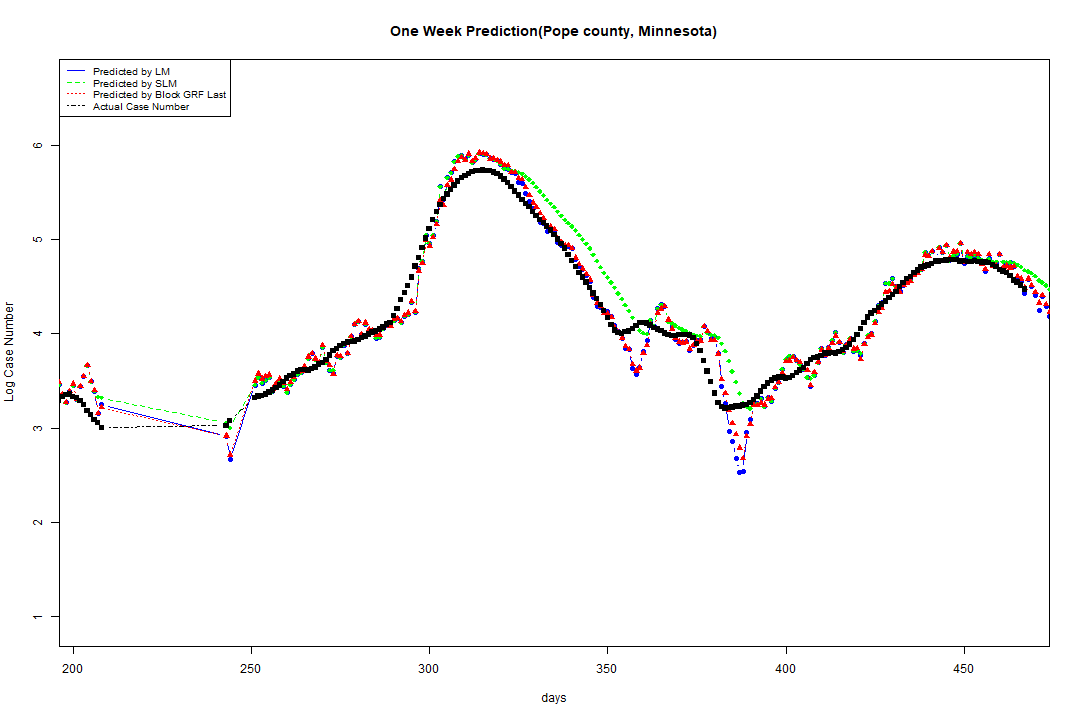 One Week Prediction(Pope county, Minnesota)
Predicted by LM
Predicted by SLM
Predicted by Block GRF Last
Actual Case Number
Log Case Number
6
5
4
3
2
1
200 250 300 350 400 450
days